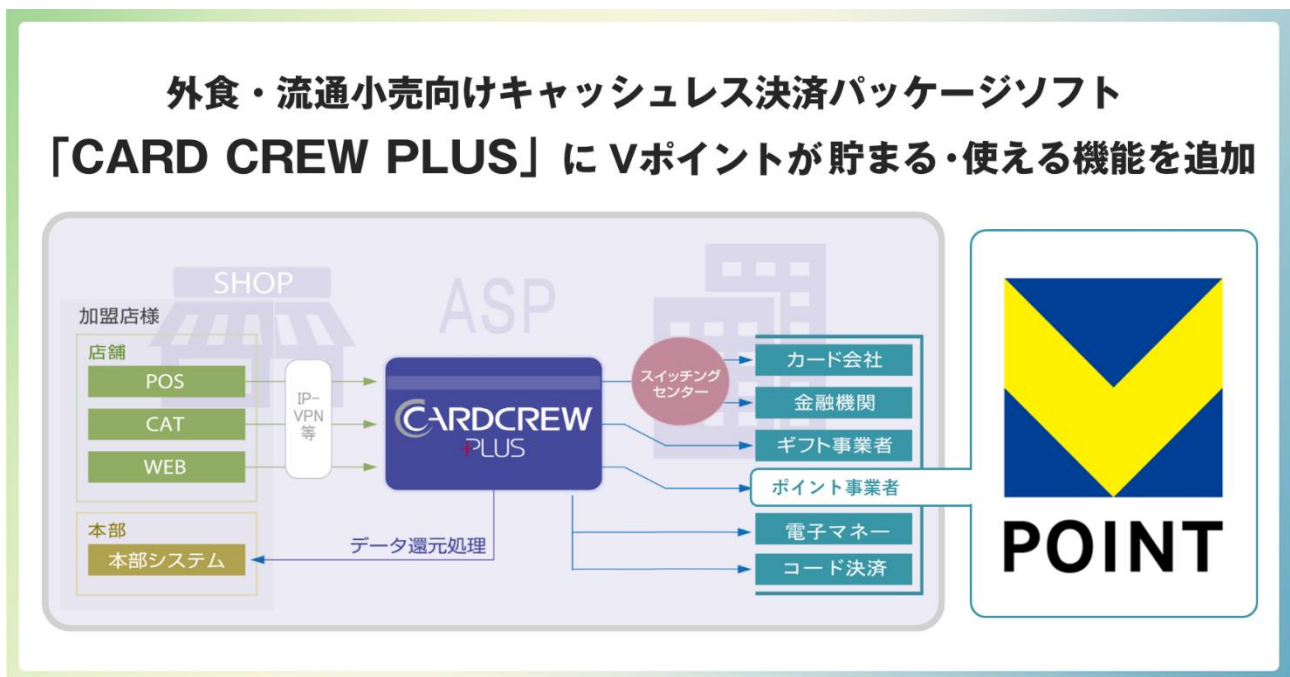 外食・流通小売向けキャッシュレス決済パッケージソフト
「CARD CREW PLUS」に Vポイントが貯まる・使える機能を追加
SHOP
ASP
加盟店様
店舗
POS
CAT
WEB
IP-
VPN
等
CARDCREW
PLUS
スイッチング
センター
カード会社
金融機関
ギフト事業者
ポイント事業者
電子マネー
コード決済
本部
本部システム
データ還元処理
POINT